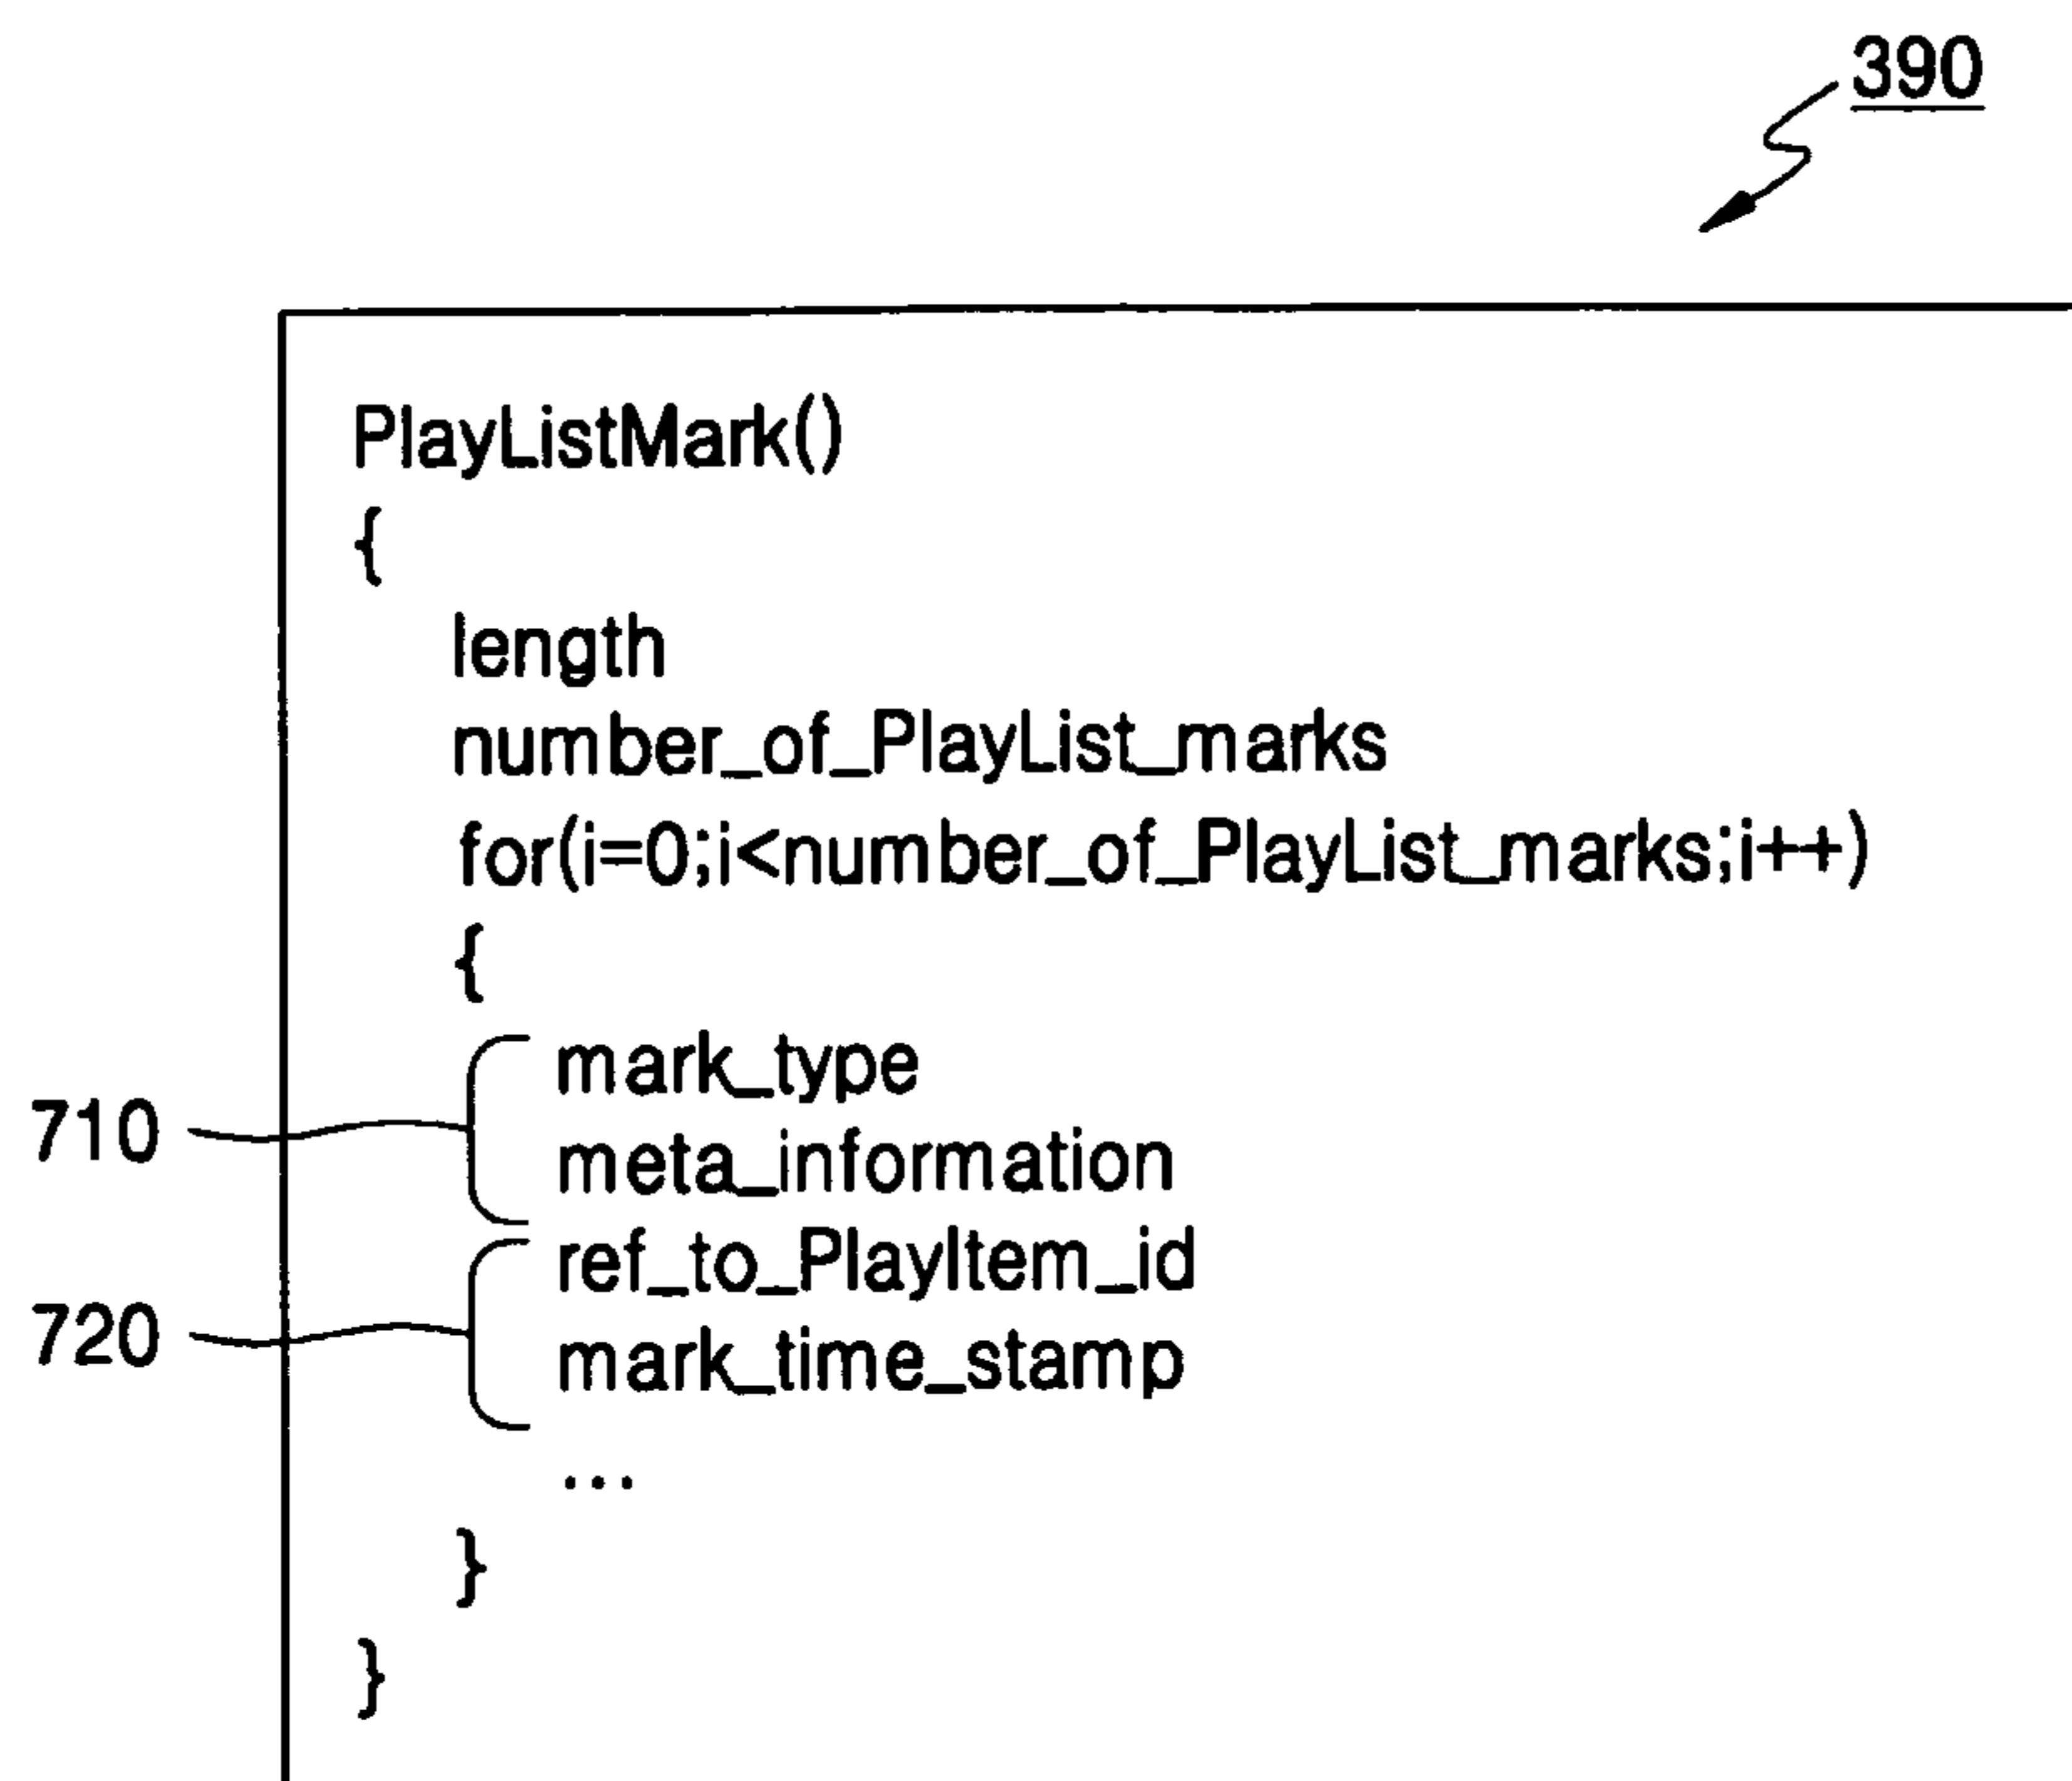 390
PlayListMark()
{
length
number_of_PlayList_marks
for(i=0;i<number_of_PlayList_marks;i++)
{
mark_type
710
meta_information
ref_to_PlayItem_id
720
mark_time_stamp
...
}
}